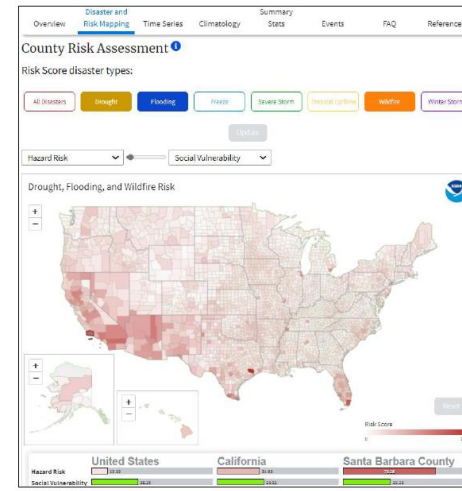 Overview Disaster and Risk Mapping Time Series Climatology Summary Stats Events FAQ Reference
County Risk Assessment
Risk Score disaster types:
All Disasters Drought Flooding Freeze Severe Storm Tropical Cyclone Wildfire Winter Storm
Update
Hazard Risk Social Vulnerability
Drought, Flooding, and Wildfire Risk
+
−
+
−
+
−
Reset
Risk Score
United States California Santa Barbara County
Hazard Risk
Social Vulnerability